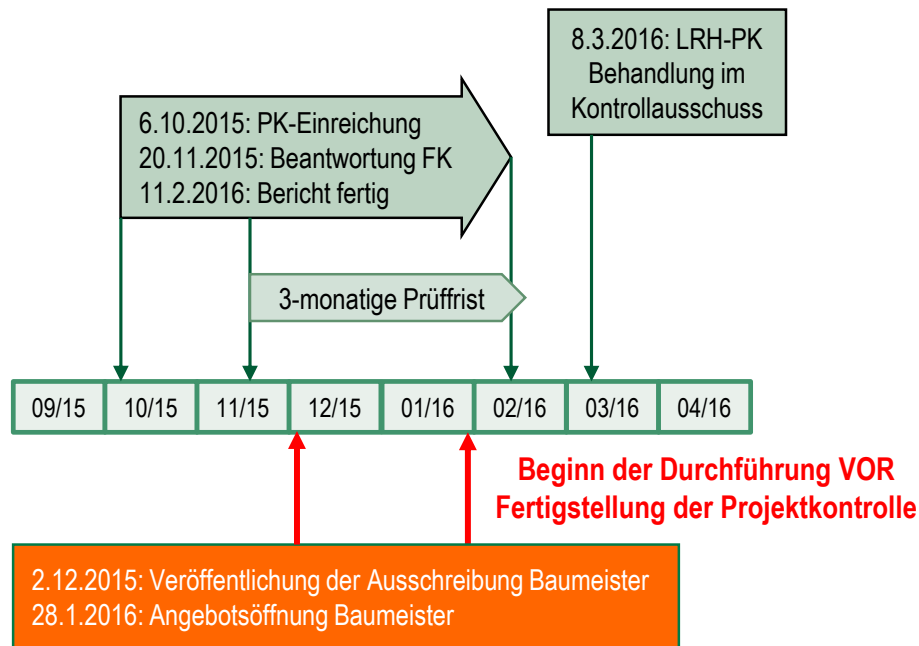 8.3.2016: LRH-PK
Behandlung im
Kontrollausschuss
6.10.2015: PK-Einreichung
20.11.2015: Beantwortung FK
11.2.2016: Bericht fertig
3-monatige Prüffrist
09/15 10/15 11/15 12/15 01/16 02/16 03/16 04/16
Beginn der Durchführung VOR
Fertigstellung der Projektkontrolle
2.12.2015: Veröffentlichung der Ausschreibung Baumeister
28.1.2016: Angebotsöffnung Baumeister